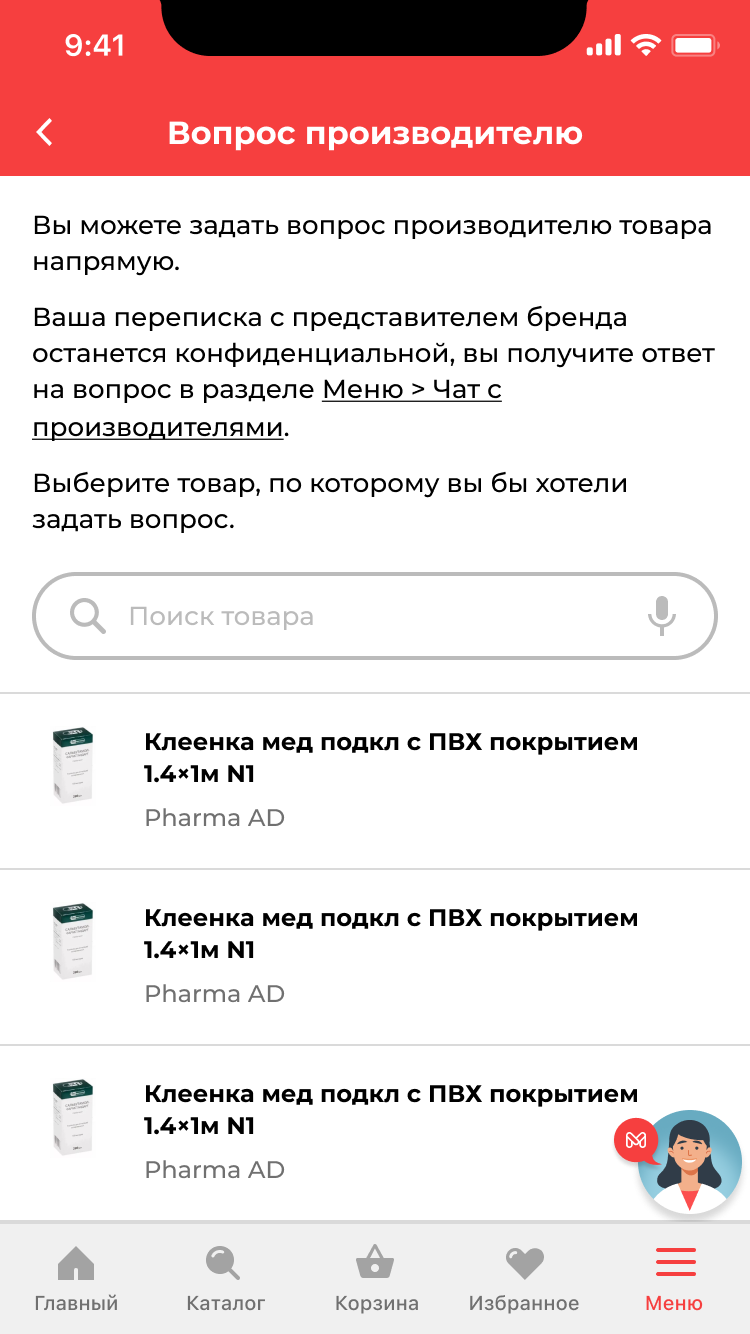 9:41
Вопрос производителю
Вы можете задать вопрос производителю товара
напрямую.
Ваша переписка с представителем бренда
останется конфиденциальной, вы получите ответ
на вопрос в разделе Меню > Чат с
производителями.
Выберите товар, по которому вы бы хотели
задать вопрос.
Поиск товара
Клеенка мед подкл с ПВХ покрытием
1.4×1м N1
Pharma AD
Клеенка мед подкл с ПВХ покрытием
1.4×1м N1
Pharma AD
Клеенка мед подкл с ПВХ покрытием
1.4×1м N1
Pharma AD
Главный
Каталог
Корзина
Избранное
Меню